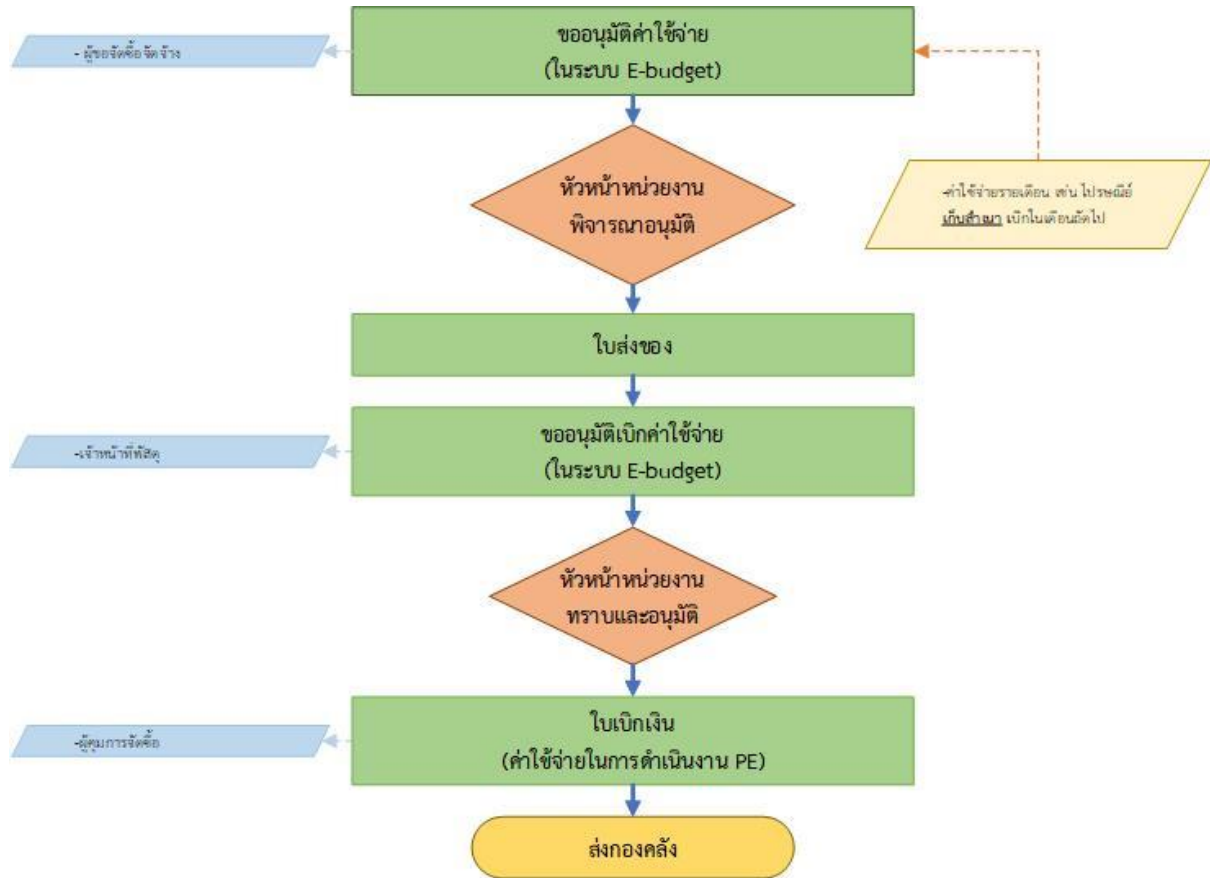 ขออนุมัติค่าใช้จ่าย
(ในระบบ E-budget)
- ผู้ขอจัดซื้อจัดจ้าง
-ค่าใช้จ่ายรายเดือน เช่น ไปรษณีย์
เก็บสำเนา เบิกในเดือนถัดไป
หัวหน้าหน่วยงาน
พิจารณาอนุมัติ
ใบส่งของ
ขออนุมัติเบิกค่าใช้จ่าย
(ในระบบ E-budget)
-เจ้าหน้าที่พัสดุ
หัวหน้าหน่วยงาน
ทราบและอนุมัติ
ใบเบิกเงิน
(ค่าใช้จ่ายในการดำเนินงาน PE)
-ผู้คุมการจัดซื้อ
ส่งกองคลัง